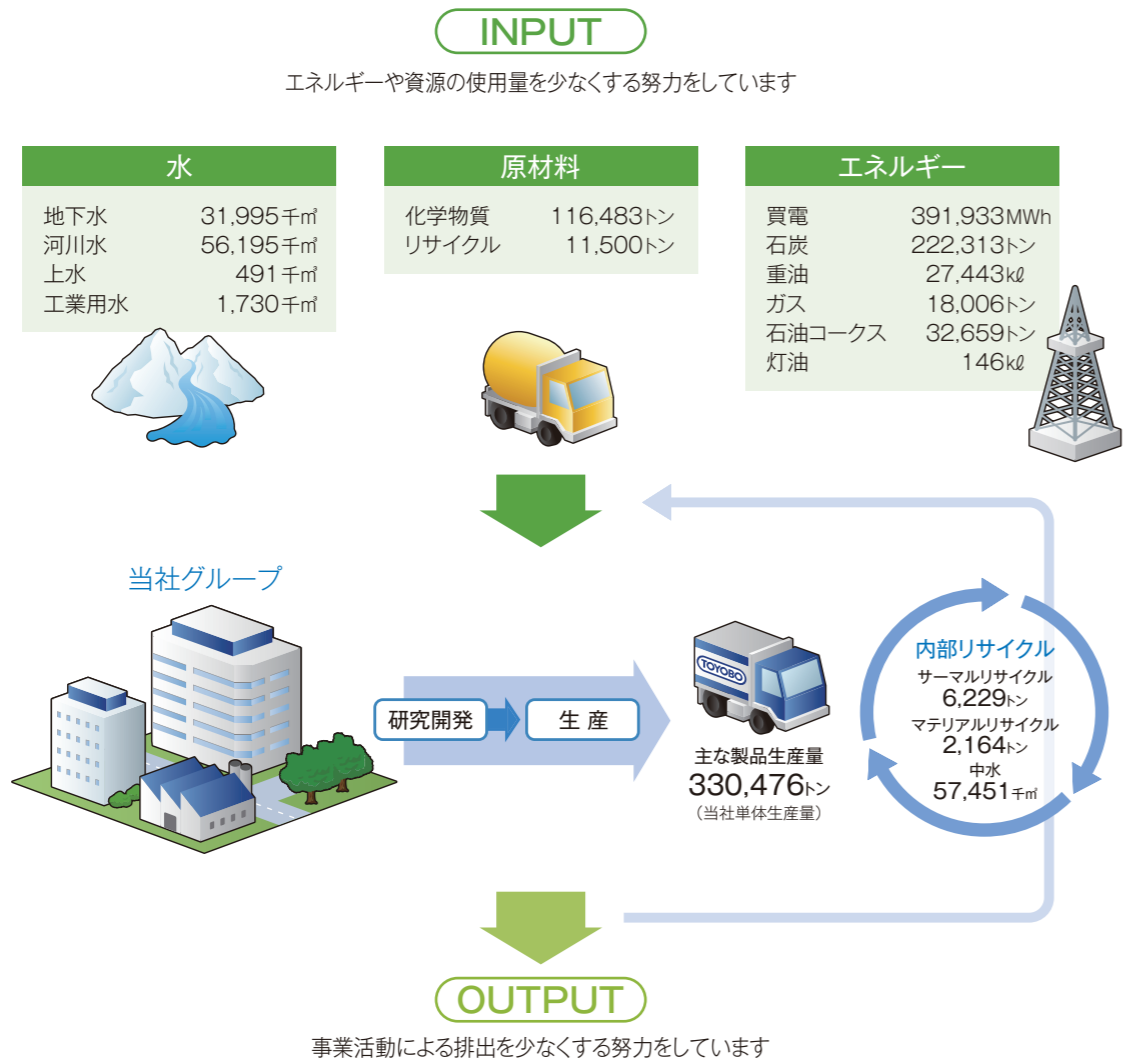 INPUT
エネルギーや資源の使用量を少なくする努力をしています
水
地下水 31,995千㎥
河川水 56,195千㎥
上水 491千㎥
工業用水 1,730千㎥
原材料
化学物質 116,483トン
リサイクル 11,500トン
エネルギー
買電 391,933MWh
石炭 222,313トン
重油 27,443kℓ
ガス 18,006トン
石油コークス 32,659トン
灯油 146kℓ
当社グループ
研究開発
生産
TOYOBO
主な製品生産量
330,476トン
（当社単体生産量）
内部リサイクル
サーマルリサイクル
6,229トン
マテリアルリサイクル
2,164トン
中水
57,451千㎥
OUTPUT
事業活動による排出を少なくする努力をしています